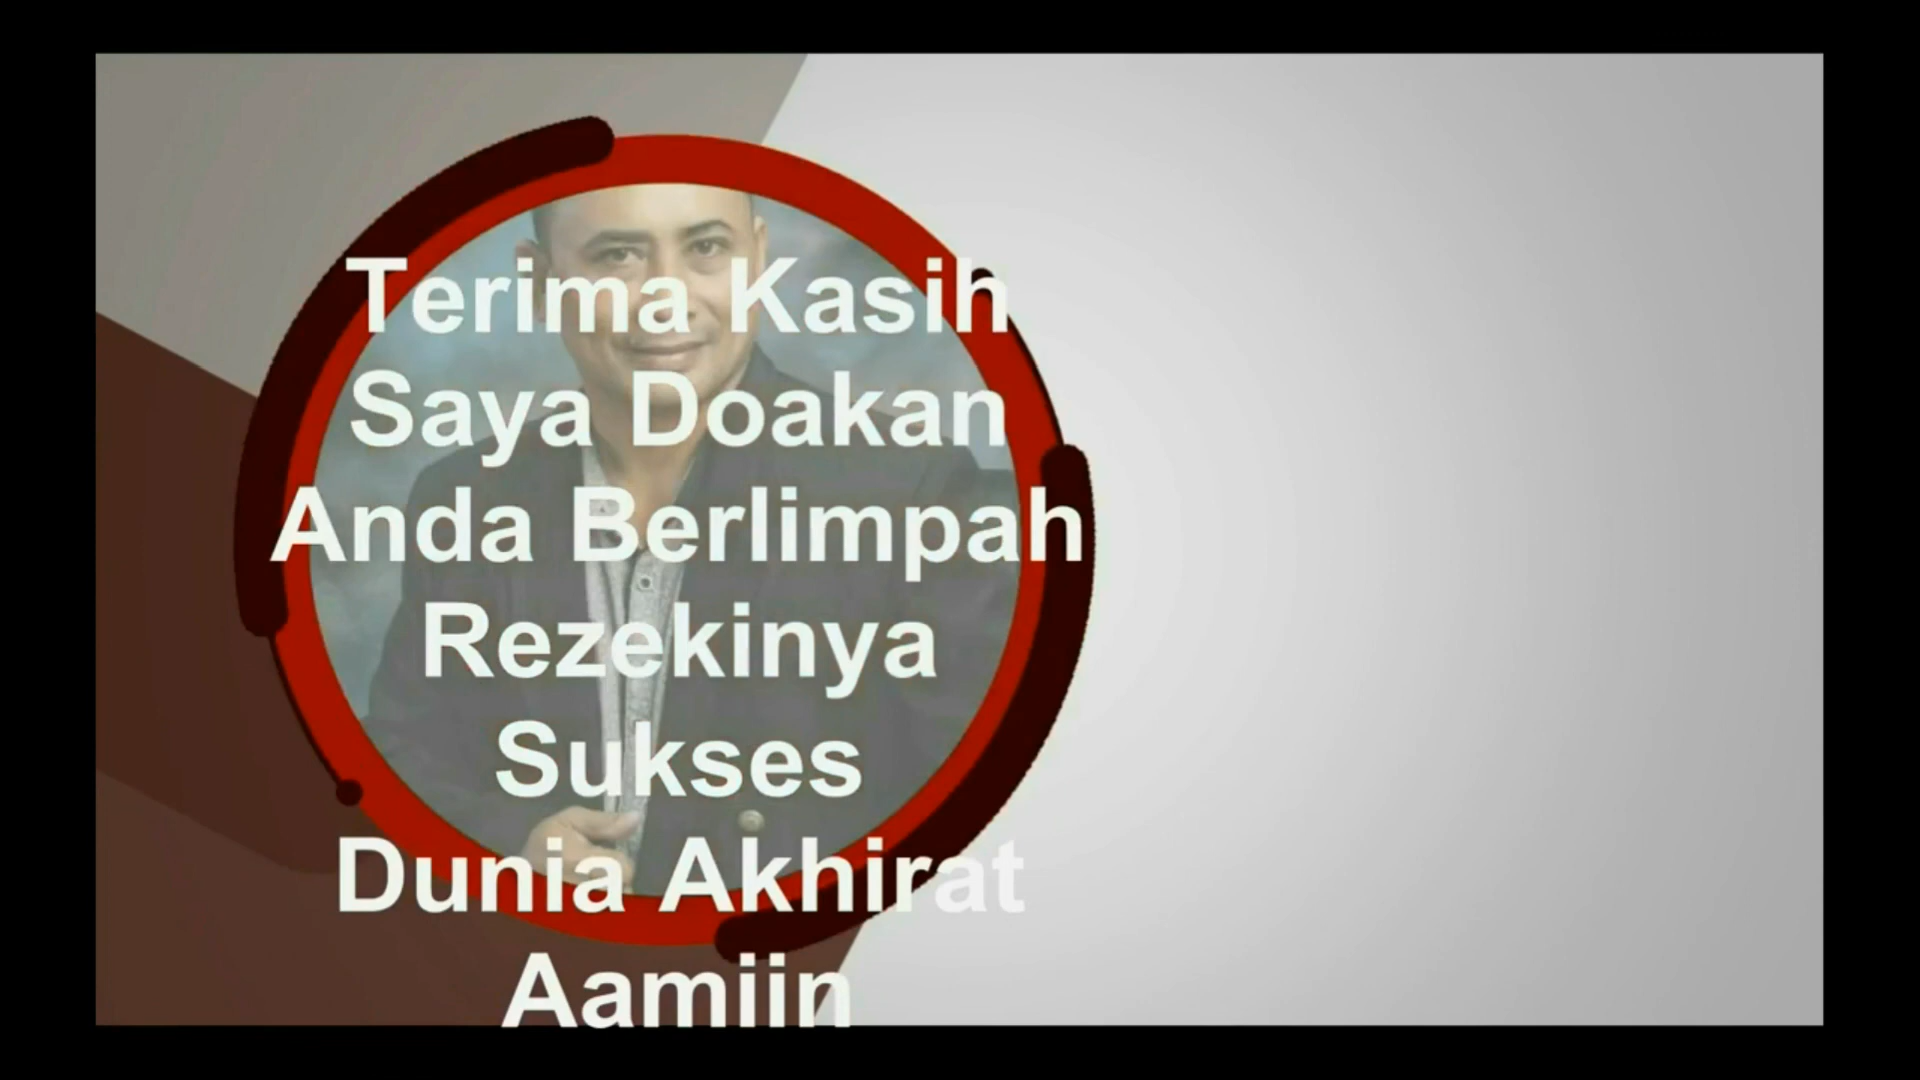 Terima Kasih
Saya Doakan
Anda Berlimpah
Rezekinya
Sukses
Dunia Akhirat
Aamiin